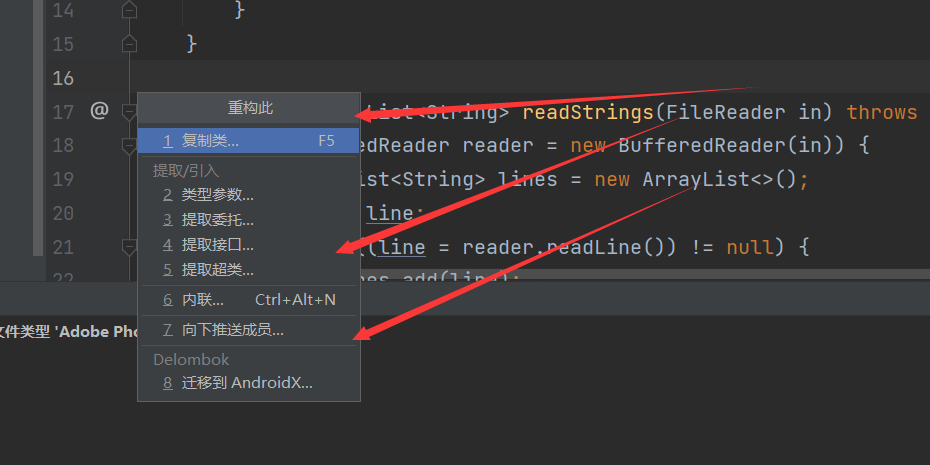 14 }
15 }
16
17 @ List<String> readStrings(FileReader in) throws
18 edReader reader = new BufferedReader(in)) {
19 ist<String> lines = new ArrayList<>();
20 line;
21 ((line = reader.readLine()) != null) {
22 nes.add(line);
重构此
1 复制类... F5
提取/引入
2 类型参数...
3 提取委托...
4 提取接口...
5 提取超类...
6 内联... Ctrl+Alt+N
7 向下推送成员...
Delombok
8 迁移到 AndroidX...
文件类型 'Adobe Pho